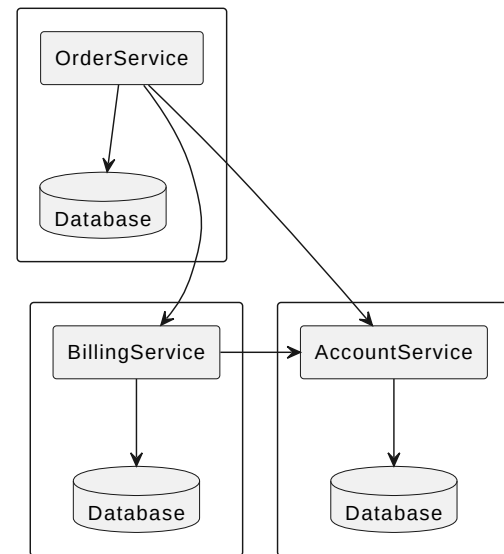 OrderService
Database
BillingService
AccountService
Database
Database